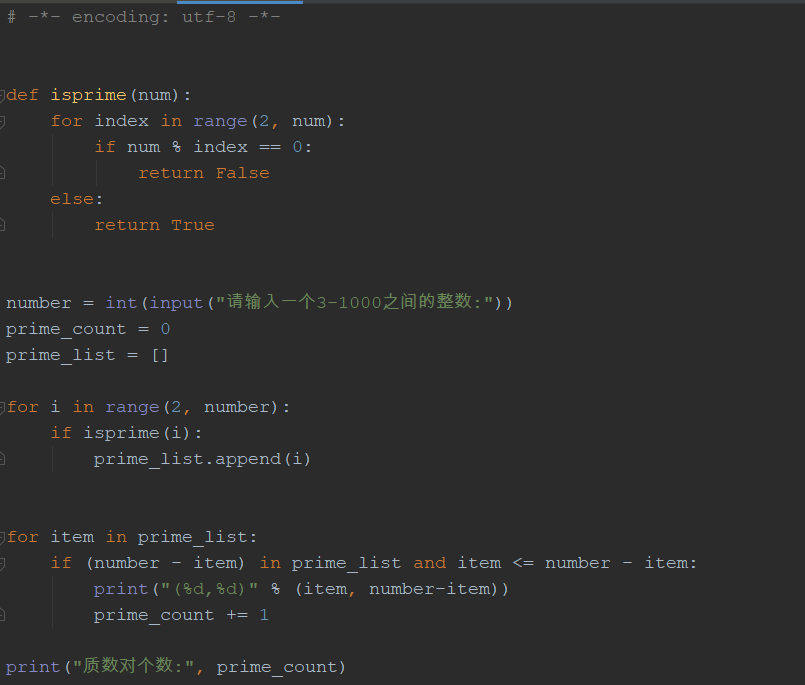 # -*- encoding: utf-8 -*-
def isprime(num):
    for index in range(2, num):
        if num % index == 0:
            return False
    else:
        return True
number = int(input("请输入一个3-1000之间的整数:"))
prime_count = 0
prime_list = []
for i in range(2, number):
    if isprime(i):
        prime_list.append(i)
for item in prime_list:
    if (number - item) in prime_list and item <= number - item:
        print("(%d,%d)" % (item, number-item))
        prime_count += 1
print("质数对个数:", prime_count)